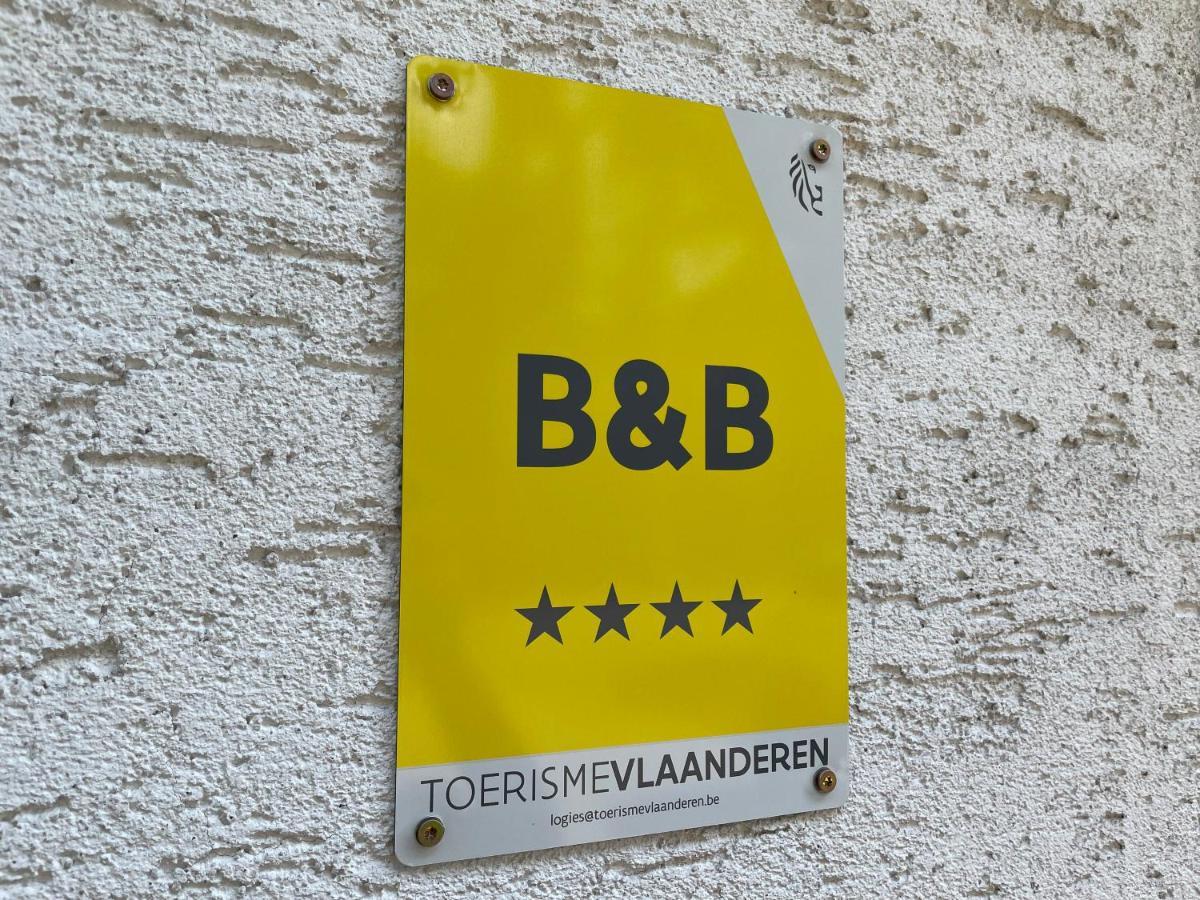 B&B
★★★★
TOERISMEVLAANDEREN
logies@toerismevlaanderen.be